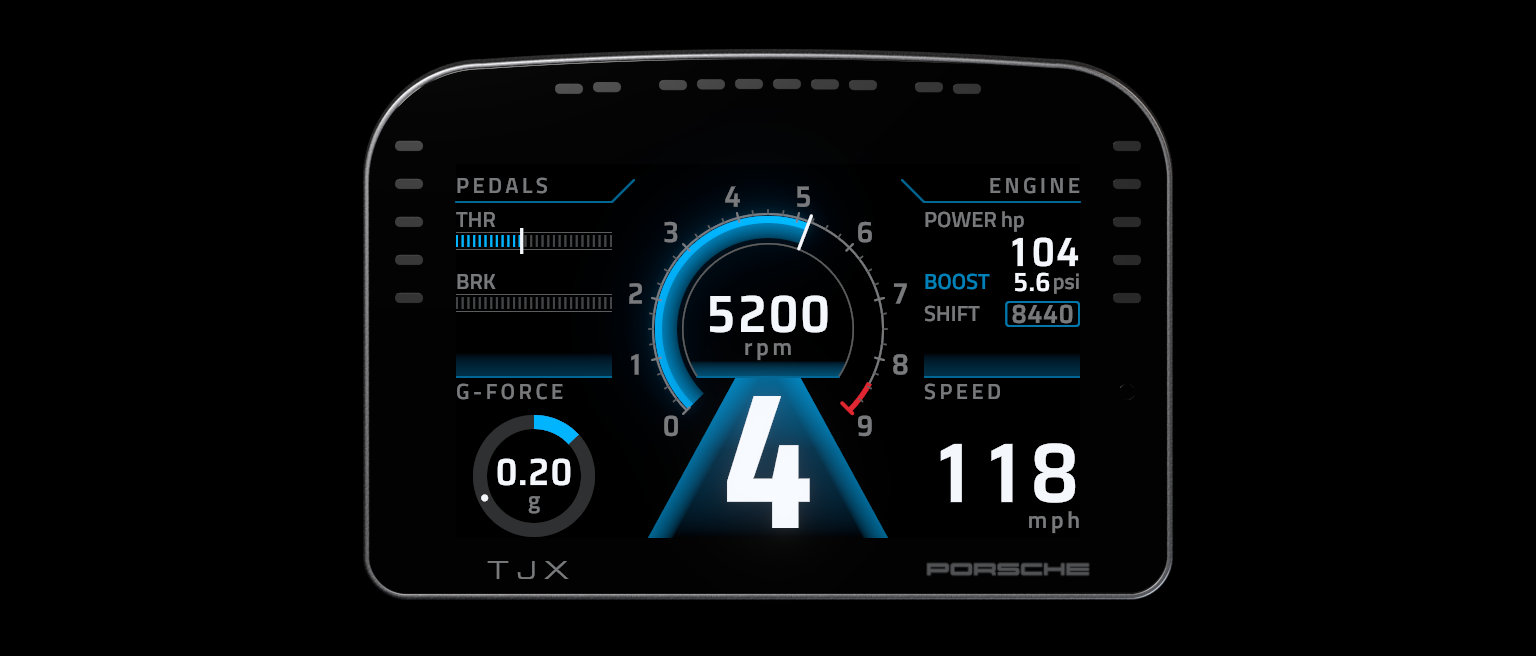 PEDALS
THR
BRK
G-FORCE
0.20
g
TJX
0
1
2
3
4
5
6
7
8
9
5200
rpm
4
ENGINE
POWER hp
104
BOOST 5.6 psi
SHIFT 8440
SPEED
118
mph
PORSCHE